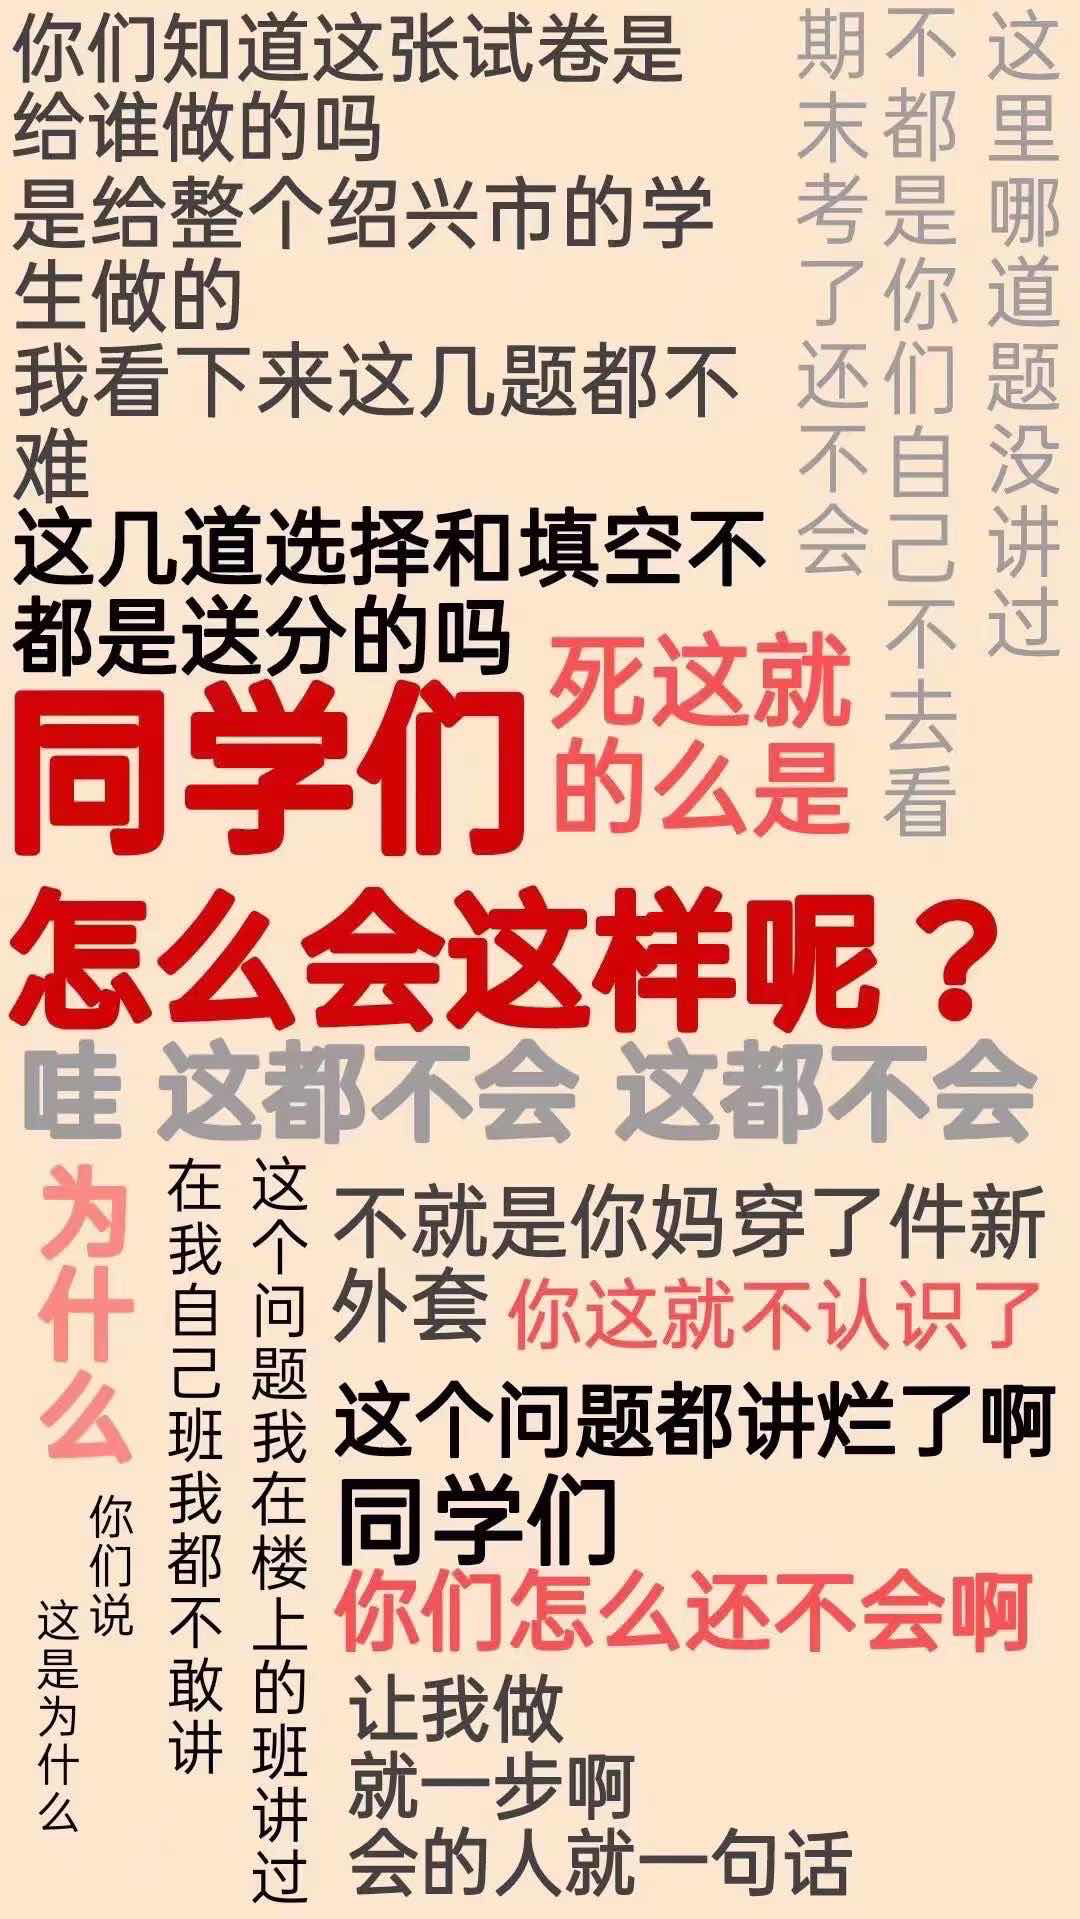 你们知道这张试卷是
给谁做的吗
是给整个绍兴市的学
生做的
我看下来这几题都不
难
这几道选择和填空不
都是送分的吗
这里哪道题没讲过
不都是你们自己不去看
期末考了还不会
同学们
死这就
的么是
怎么会这样呢？
哇 这都不会 这都不会
为什么
你们说
这是为什么
这个问题我在楼上的班讲过
在我自己班我都不敢讲
不就是你妈穿了件新
外套 你这就不认识了
这个问题都讲烂了啊
同学们
你们怎么还不会啊
让我做
就一步啊
会的人就一句话